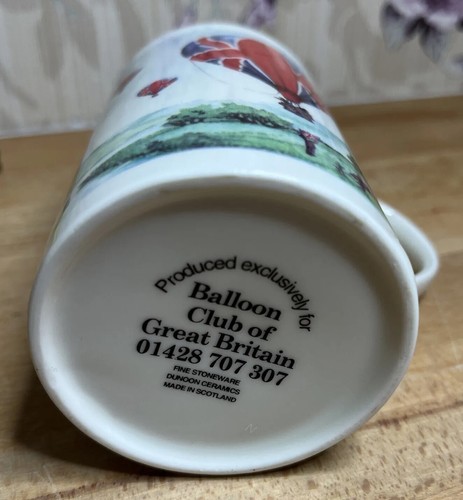 Produced exclusively for
Balloon
Club of
Great Britain
01428 707 307
FINE STONEWARE
DUNOON CERAMICS
MADE IN SCOTLAND